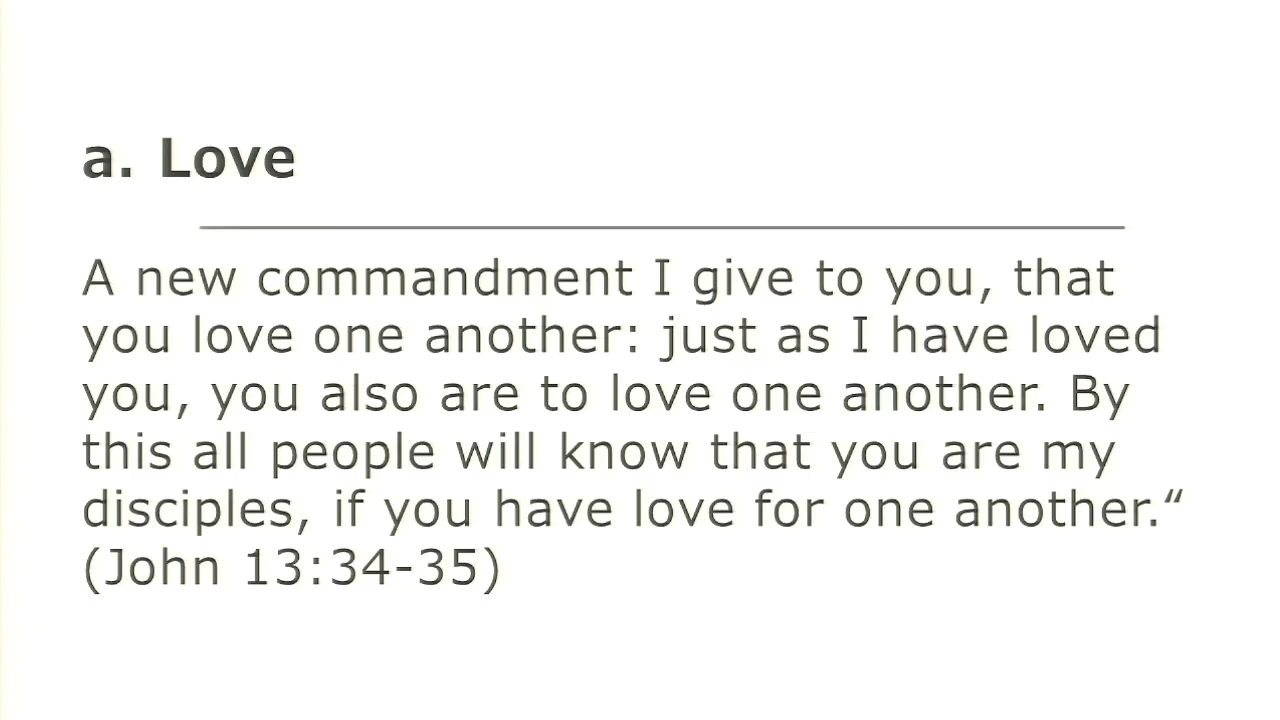 a. Love
A new commandment I give to you, that
you love one another: just as I have loved
you, you also are to love one another. By
this all people will know that you are my
disciples, if you have love for one another.“
(John 13:34-35)